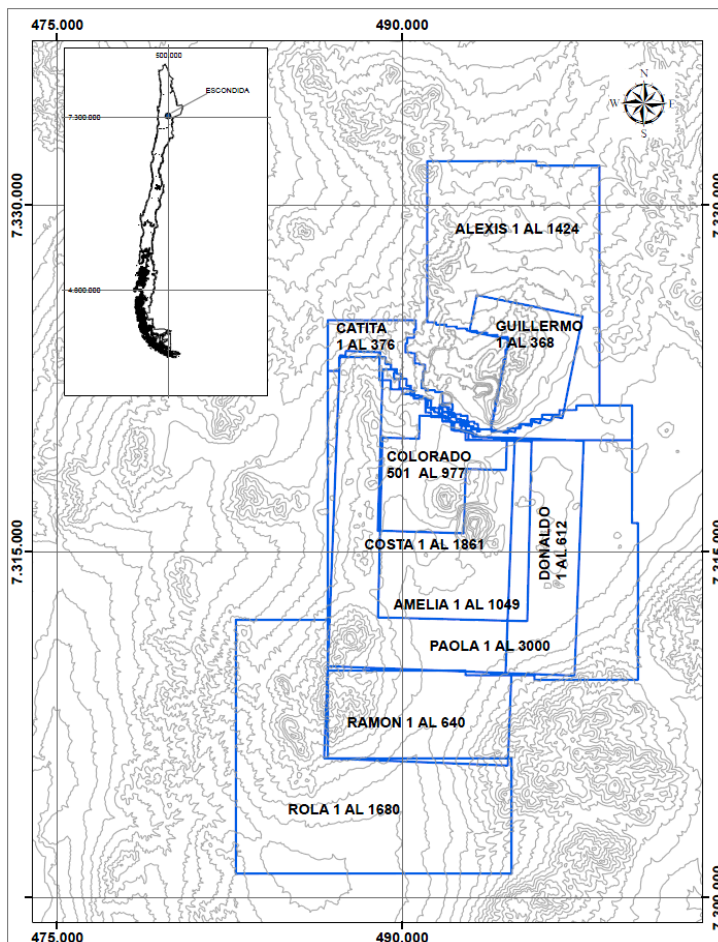 475.000
490.000
500.000
ESCONDIDA
7.300.000
N
W
E
S
7.330.000
7.330.000
ALEXIS 1 AL 1424
CATITA
1 AL 376
GUILLERMO
1 AL 368
COLORADO
501 AL 977
DONALDO
1 AL 612
7.315.000
7.315.000
COSTA 1 AL 1861
AMELIA 1 AL 1049
PAOLA 1 AL 3000
RAMON 1 AL 640
ROLA 1 AL 1680
7.300.000
7.300.000
475.000
490.000